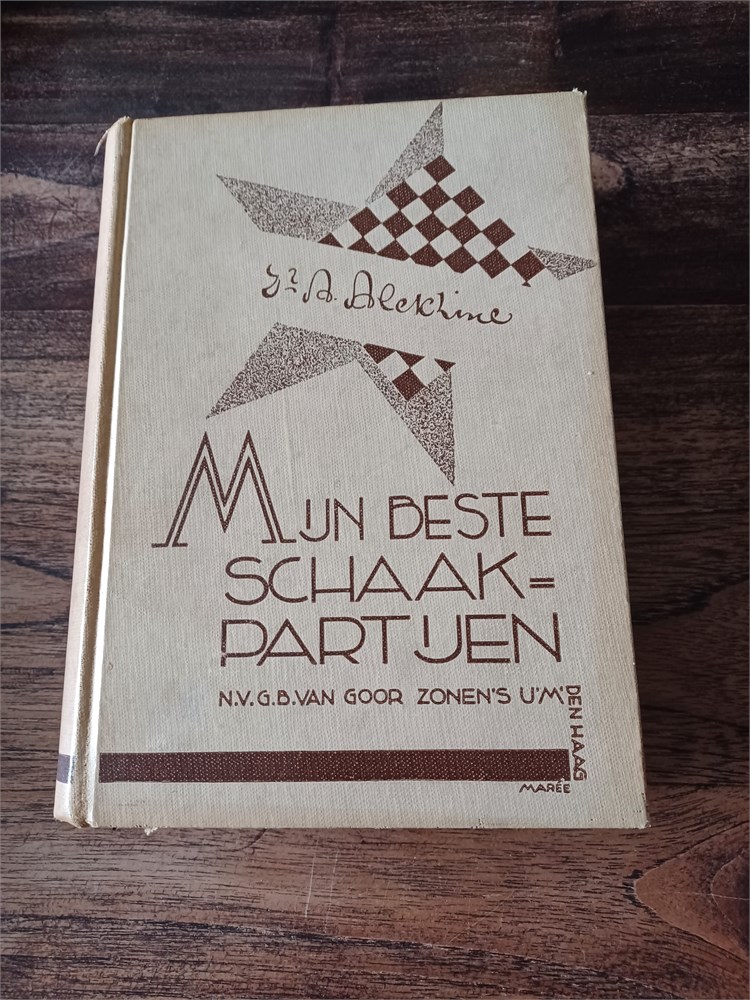 Dr A. Alekhine
MIJN BESTE
SCHAAK=
PARTIJEN
N.V. G.B. VAN GOOR ZONEN'S U'M'
DEN HAAG
MARÉE